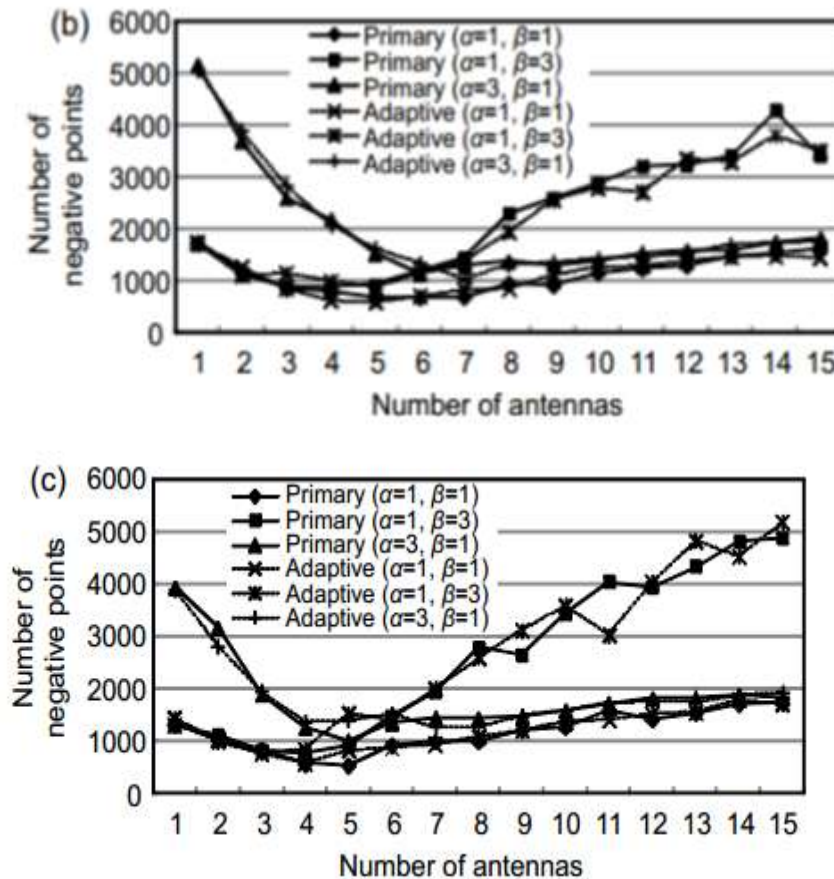 (b)
Primary (α=1, β=1)
Primary (α=1, β=3)
Primary (α=3, β=1)
Adaptive (α=1, β=1)
Adaptive (α=1, β=3)
Adaptive (α=3, β=1)
Number of
negative points
6000
5000
4000
3000
2000
1000
0
1 2 3 4 5 6 7 8 9 10 11 12 13 14 15
Number of antennas
(c)
Primary (α=1, β=1)
Primary (α=1, β=3)
Primary (α=3, β=1)
Adaptive (α=1, β=1)
Adaptive (α=1, β=3)
Adaptive (α=3, β=1)
Number of
negative points
6000
5000
4000
3000
2000
1000
0
1 2 3 4 5 6 7 8 9 10 11 12 13 14 15
Number of antennas